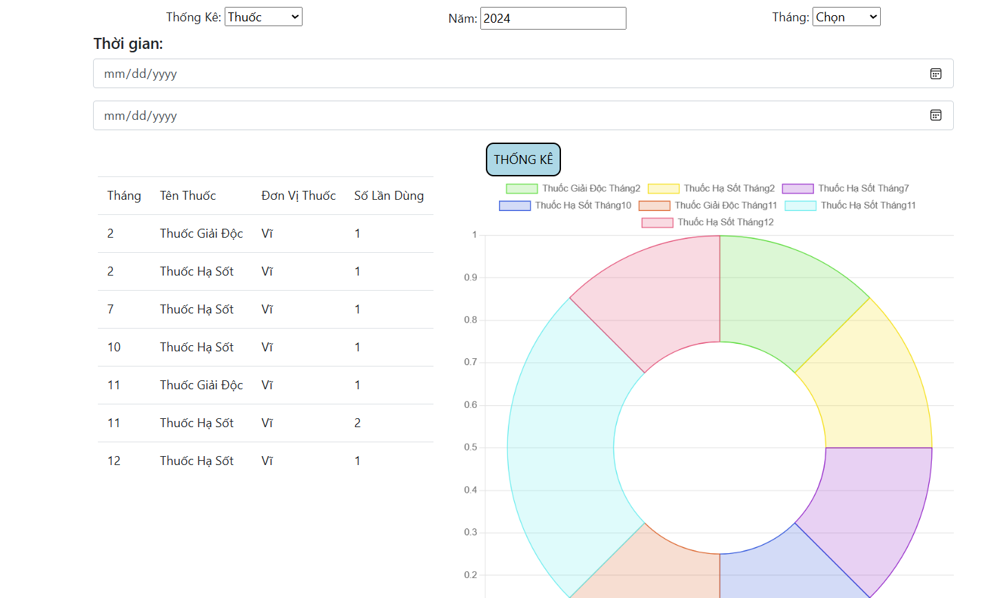 Thống Kê: Thuốc Năm: 2024 Tháng: Chọn
Thời gian:
mm/dd/yyyy
mm/dd/yyyy
THỐNG KÊ
Tháng Tên Thuốc Đơn Vị Thuốc Số Lần Dùng
2 Thuốc Giải Độc Vĩ 1
2 Thuốc Hạ Sốt Vĩ 1
7 Thuốc Hạ Sốt Vĩ 1
10 Thuốc Hạ Sốt Vĩ 1
11 Thuốc Giải Độc Vĩ 1
11 Thuốc Hạ Sốt Vĩ 2
12 Thuốc Hạ Sốt Vĩ 1
Thuốc Giải Độc Tháng2 Thuốc Hạ Sốt Tháng2 Thuốc Hạ Sốt Tháng7
Thuốc Hạ Sốt Tháng10 Thuốc Giải Độc Tháng11 Thuốc Hạ Sốt Tháng11
Thuốc Hạ Sốt Tháng12
1
0.9
0.8
0.7
0.6
0.5
0.4
0.3
0.2